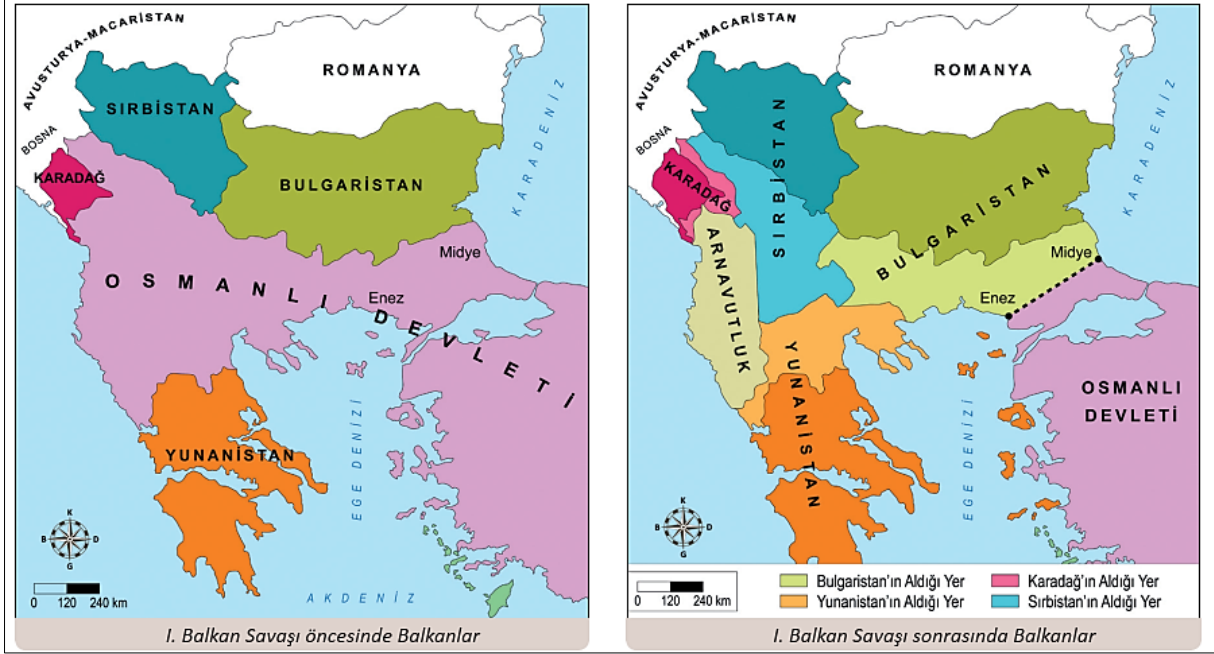 AVUSTURYA-MACARİSTAN
ROMANYA
SIRBİSTAN
BOSNA
KARADAĞ
BULGARİSTAN
KARADENİZ
Midye
OSMANLI DEVLETİ
Enez
YUNANİSTAN
EGE DENİZİ
K
B D
G
0 120 240 km
AKDENİZ
I. Balkan Savaşı öncesinde Balkanlar
AVUSTURYA-MACARİSTAN
ROMANYA
SIRBİSTAN
BOSNA
KARADAĞ
BULGARİSTAN
KARADENİZ
ARNAVUTLUK
Midye
Enez
YUNANİSTAN
OSMANLI
DEVLETİ
EGE DENİZİ
K
B D
G
0 120 240 km
Bulgaristan'ın Aldığı Yer
Karadağ'ın Aldığı Yer
Yunanistan'ın Aldığı Yer
Sırbistan'ın Aldığı Yer
I. Balkan Savaşı sonrasında Balkanlar